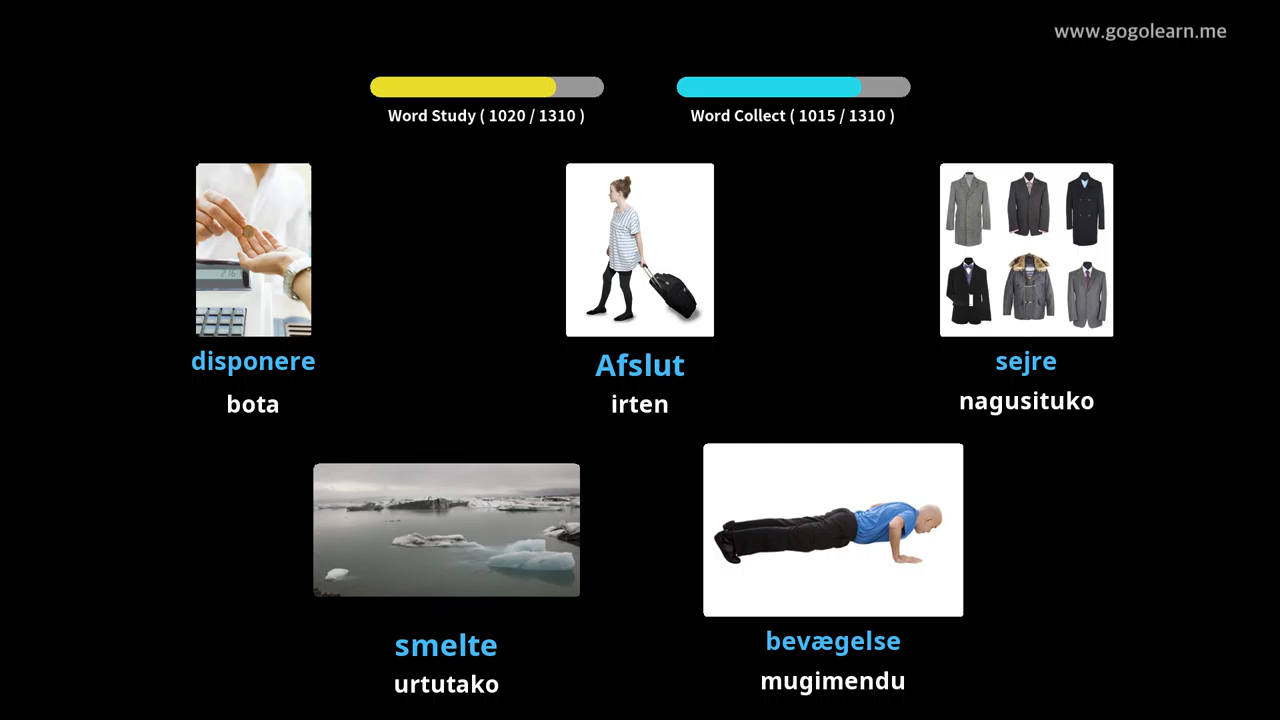 www.gogolearn.me
Word Study ( 1020 / 1310 )
Word Collect ( 1015 / 1310 )
disponere
bota
Afslut
irten
sejre
nagusituko
smelte
urtutako
bevægelse
mugimendu